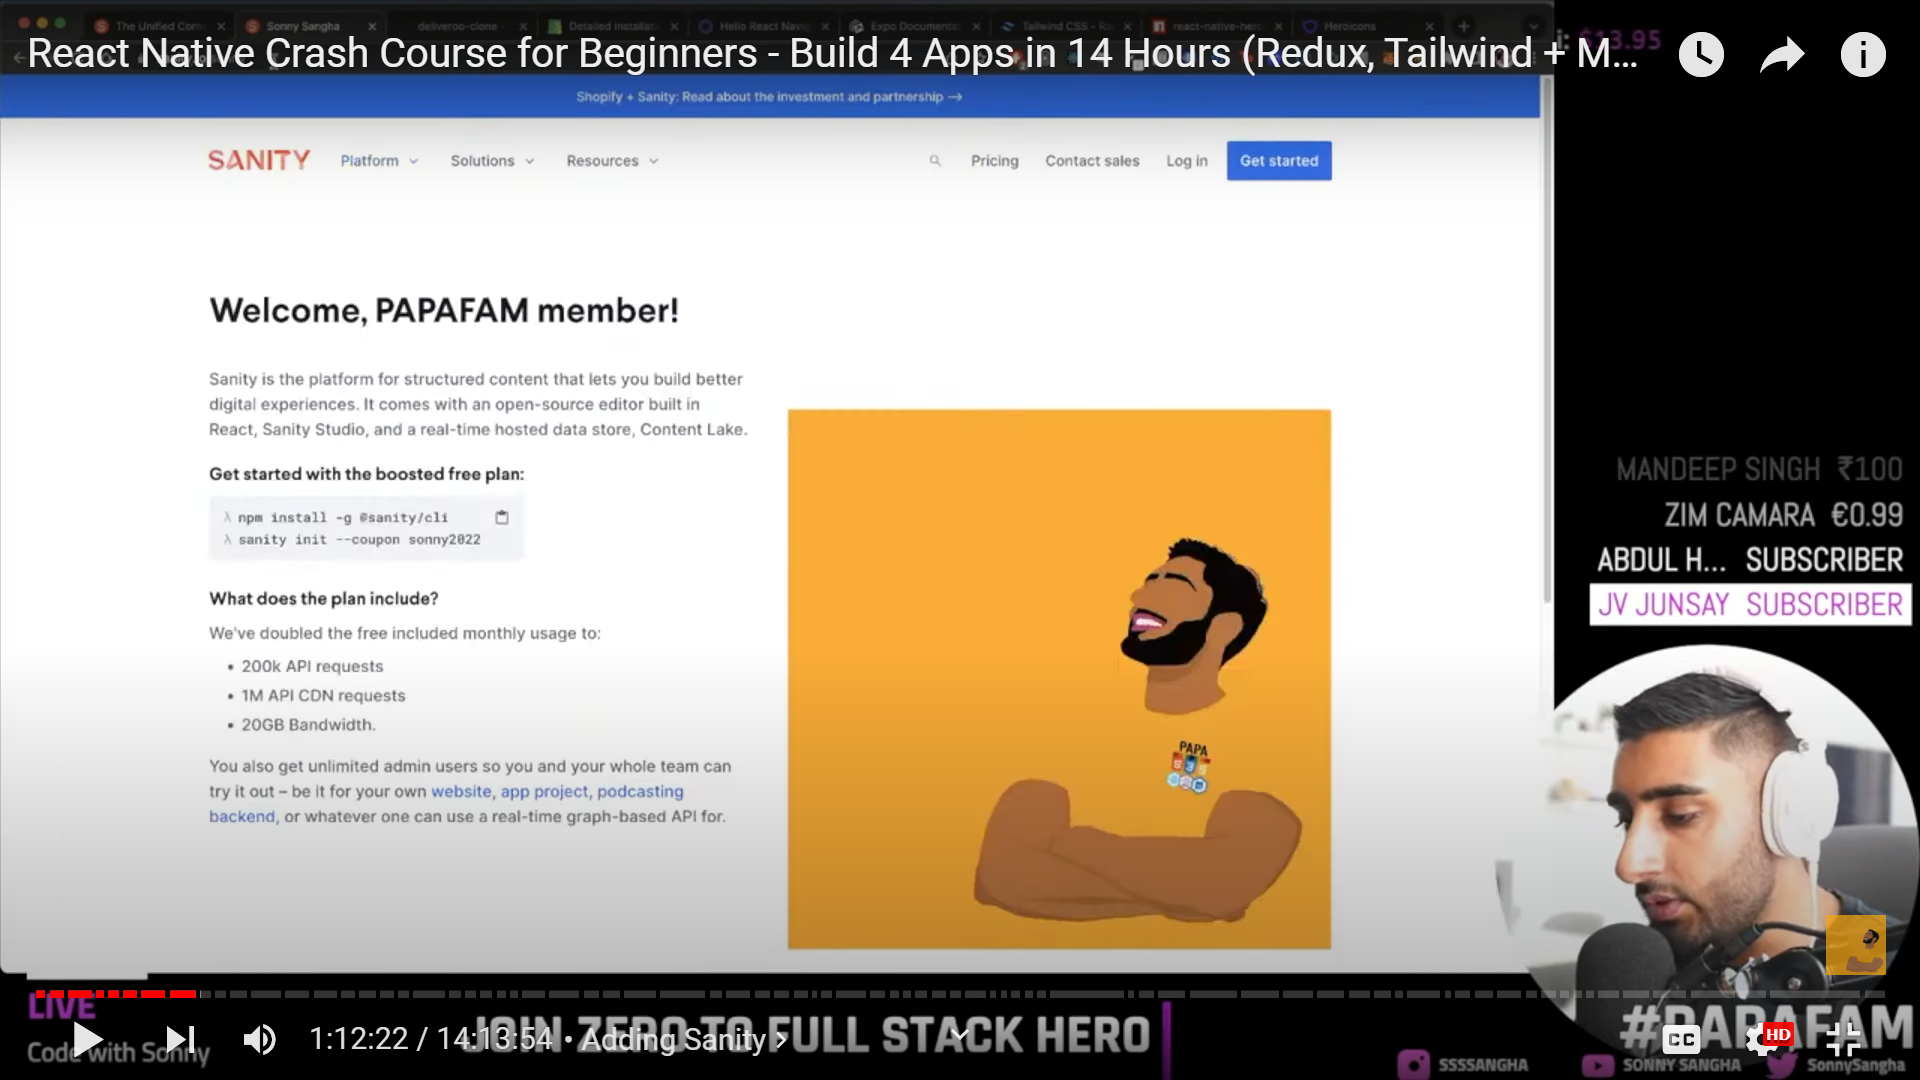 The Unified Con
Sonny Sangha
deliveroo-clone -
Detailed Installat
Hello React Navig
Expo Documenta
Tailwind CSS - R
react-native-hero
Heroicons
React Native Crash Course for Beginners - Build 4 Apps in 14 Hours (Redux, Tailwind + M...
$13.95
Shopify + Sanity: Read about the investment and partnership →
SANITY
Platform
Solutions
Resources
Pricing
Contact sales
Log in
Get started
Welcome, PAPAFAM member!
Sanity is the platform for structured content that lets you build better
digital experiences. It comes with an open-source editor built in
React, Sanity Studio, and a real-time hosted data store, Content Lake.
Get started with the boosted free plan:
λ npm install -g @sanity/cli
λ sanity init --coupon sonny2022
What does the plan include?
We've doubled the free included monthly usage to:
• 200k API requests
• 1M API CDN requests
• 20GB Bandwidth.
You also get unlimited admin users so you and your whole team can
try it out – be it for your own website, app project, podcasting
backend, or whatever one can use a real-time graph-based API for.
PAPA
MANDEEP SINGH ₹100
ZIM CAMARA €0.99
ABDUL H... SUBSCRIBER
JV JUNSAY SUBSCRIBER
LIVE
Code with Sonny
1:12:22 / 14:13:54 • Adding Sanity
JOIN ZERO TO FULL STACK HERO
#PAPAFAM
CC
HD
SSSSANGHA
SONNY SANGHA
SonnySangha